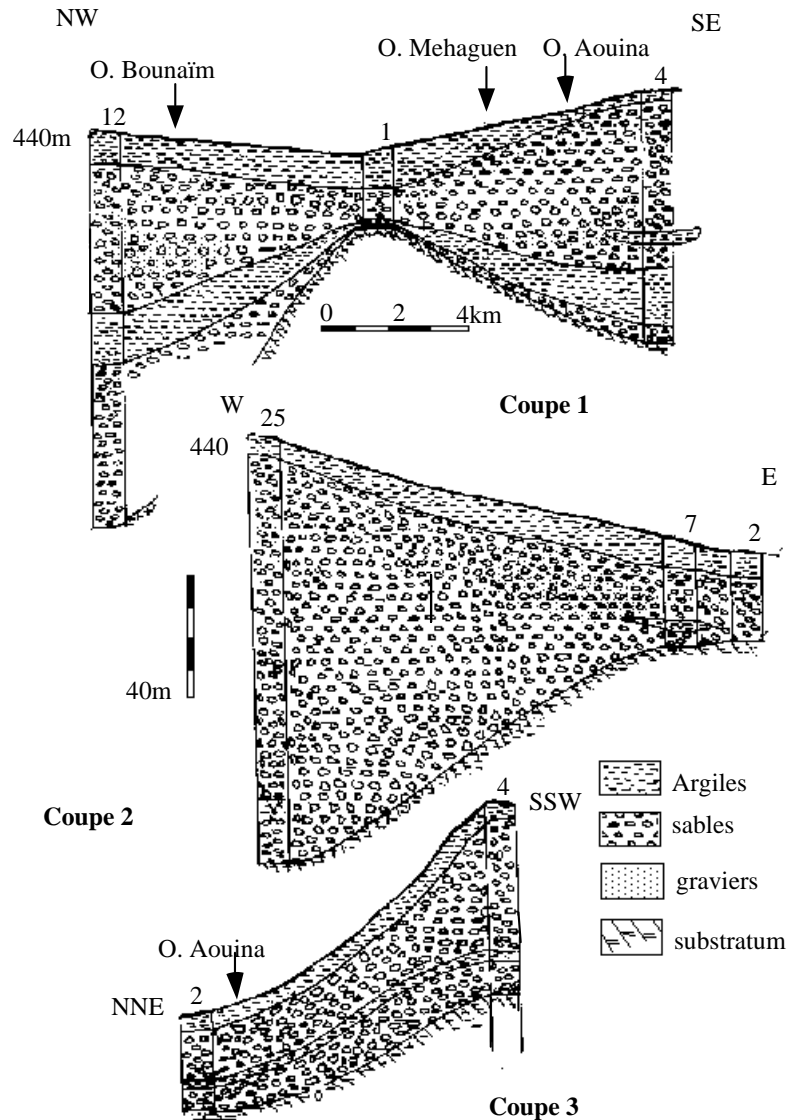 NW
SE
O. Bounaïm
O. Mehaguen
O. Aouina
12
1
4
440m
0 2 4km
Coupe 1
W
E
25
440
7
2
40m
Coupe 2
4
SSW
Argiles
sables
graviers
substratum
O. Aouina
NNE
2
Coupe 3